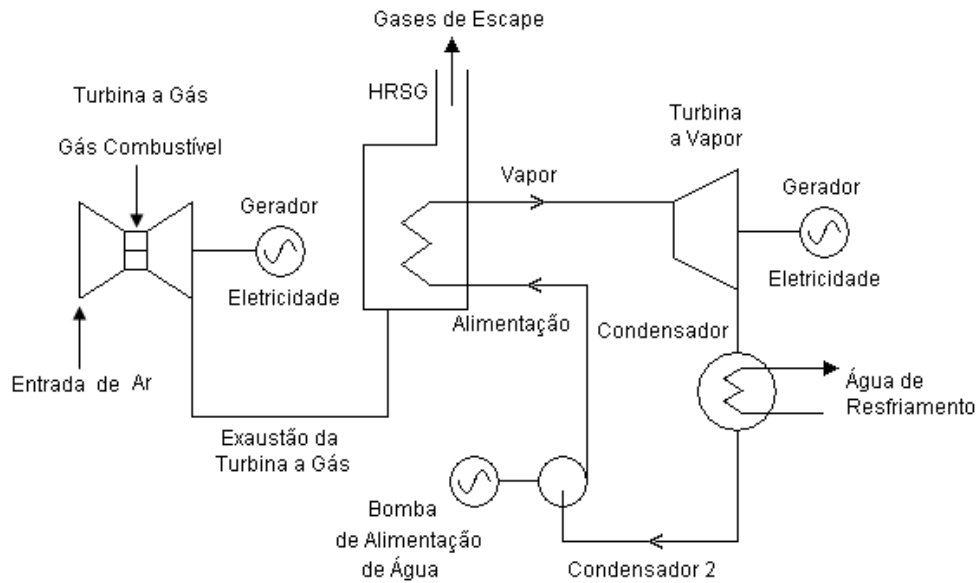 Gases de Escape
Turbina a Gás
HRSG
Turbina
a Vapor
Gás Combustível
Vapor
Gerador
Gerador
Eletricidade
Eletricidade
Alimentação
Condensador
Entrada de Ar
Água de
Resfriamento
Exaustão da
Turbina a Gás
Bomba
de Alimentação
de Água
Condensador 2